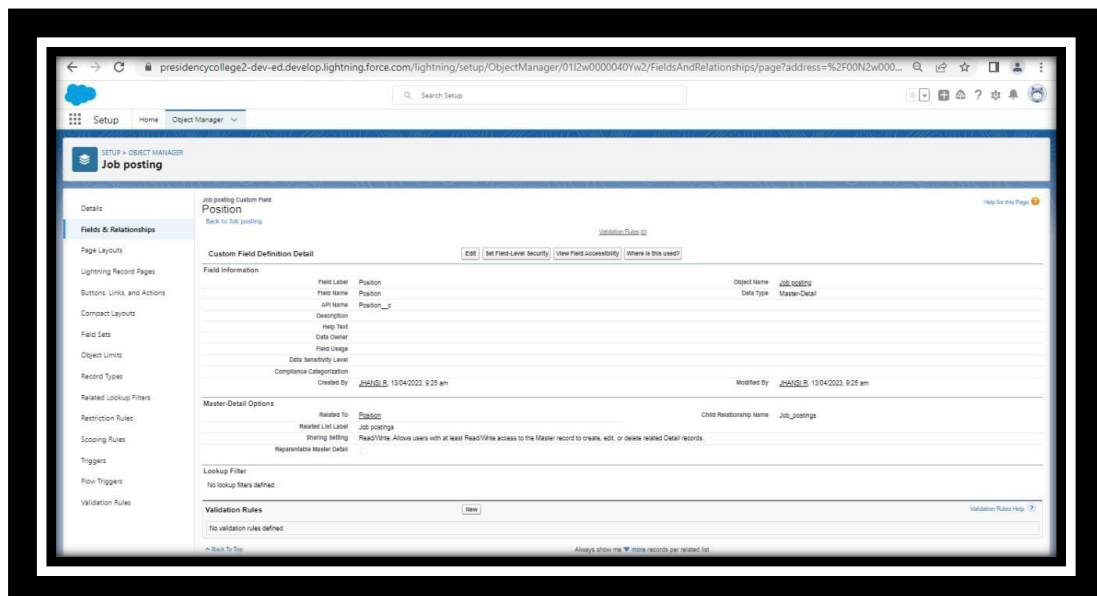 presidencycollege2-dev-ed.develop.lightning.force.com/lightning/setup/ObjectManager/01I2w0000040Yw2/FieldsAndRelationships/page?address=%2F00N2w000...
Search Setup
Setup Home Object Manager
SETUP > OBJECT MANAGER
Job posting
Details
Fields & Relationships
Page Layouts
Lightning Record Pages
Buttons, Links, and Actions
Compact Layouts
Field Sets
Object Limits
Record Types
Related Lookup Filters
Restriction Rules
Scoping Rules
Triggers
Flow Triggers
Validation Rules
Job posting Custom Field
Position
Help for this Page
Back to Job posting
Validation Rules [0]
Custom Field Definition Detail Edit Set Field-Level Security View Field Accessibility Where is this used?
Field Information
Field Label Position Object Name Job posting
Field Name Position Data Type Master-Detail
API Name Position__c
Description
Help Text
Data Owner
Field Usage
Data Sensitivity Level
Compliance Categorization
Created By JHANSI R, 13/04/2023, 9:25 am Modified By JHANSI R, 13/04/2023, 9:25 am
Master-Detail Options
Related To Position Child Relationship Name Job_postings
Related List Label Job postings
Sharing Setting Read/Write: Allows users with at least Read/Write access to the Master record to create, edit, or delete related Detail records.
Reparentable Master Detail
Lookup Filter
No lookup filters defined.
Validation Rules New Validation Rules Help ?
No validation rules defined.
^ Back To Top Always show me ▼ more records per related list